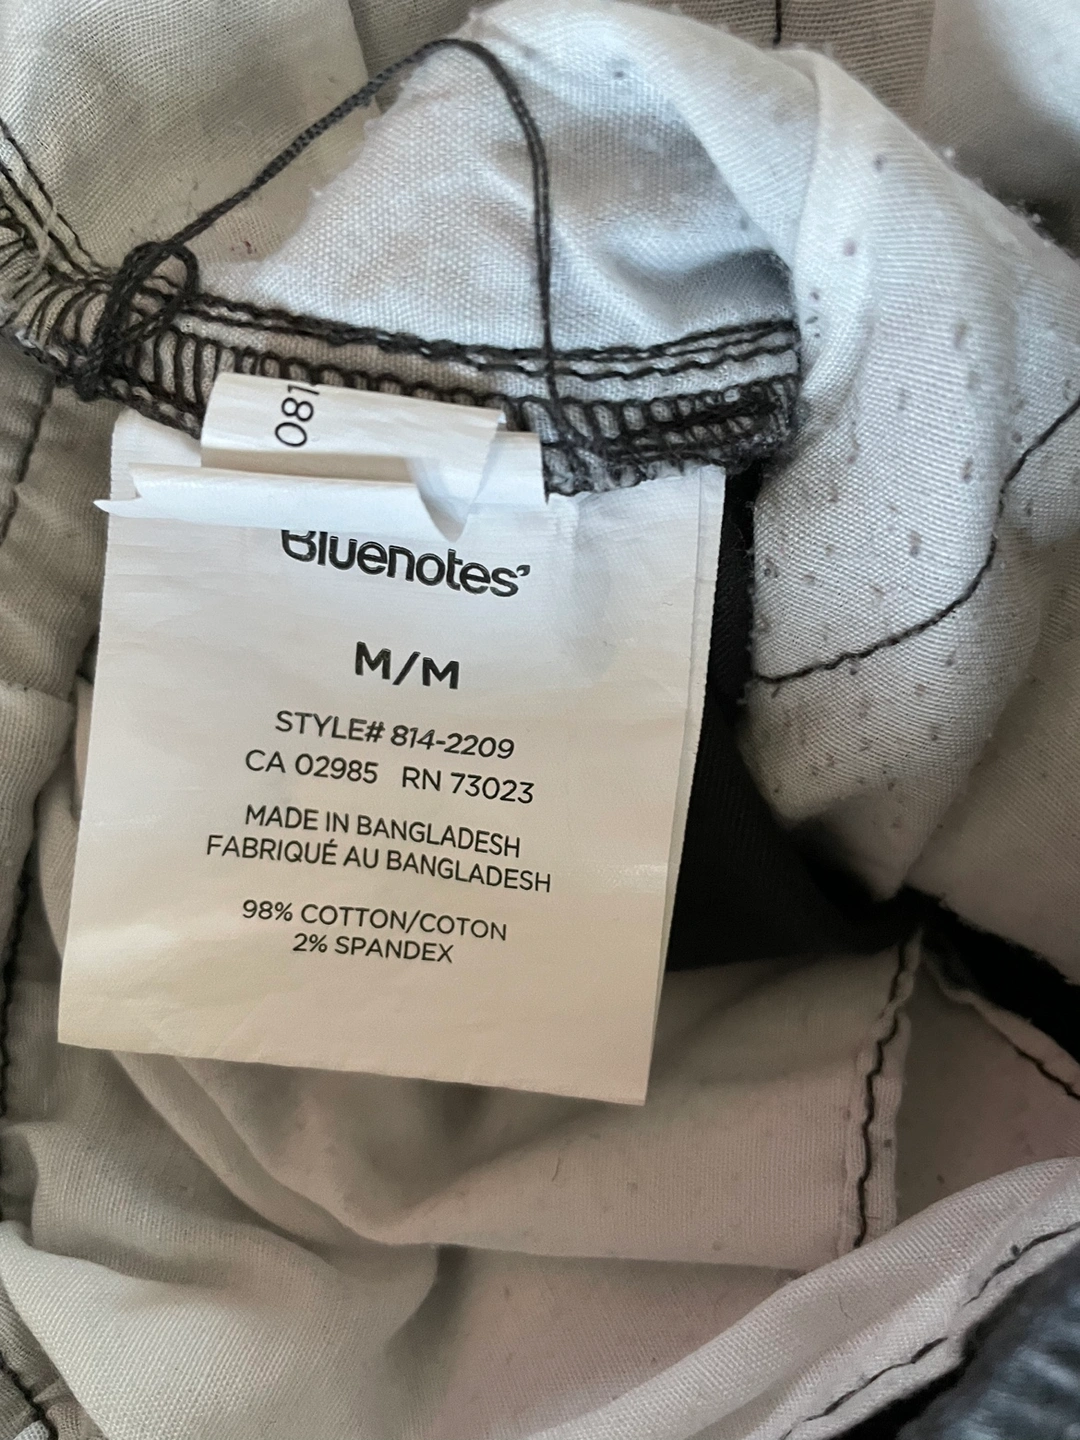 081
Bluenotes
M/M
STYLE# 814-2209
CA 02985 RN 73023
MADE IN BANGLADESH
FABRIQUÉ AU BANGLADESH
98% COTTON/COTON
2% SPANDEX